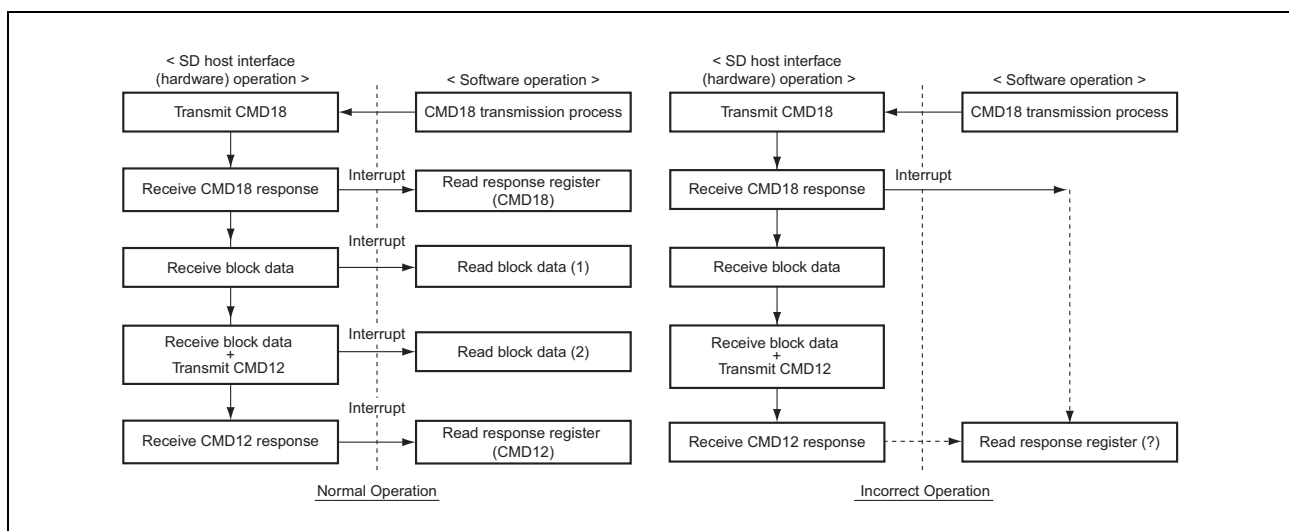 < SD host interface
(hardware) operation >
< Software operation >
Transmit CMD18
CMD18 transmission process
Receive CMD18 response
Interrupt
Read response register
(CMD18)
Receive block data
Interrupt
Read block data (1)
Receive block data
+
Transmit CMD12
Interrupt
Read block data (2)
Receive CMD12 response
Interrupt
Read response register
(CMD12)
Normal Operation
< SD host interface
(hardware) operation >
< Software operation >
Transmit CMD18
CMD18 transmission process
Receive CMD18 response
Interrupt
Receive block data
Receive block data
+
Transmit CMD12
Receive CMD12 response
Read response register (?)
Incorrect Operation